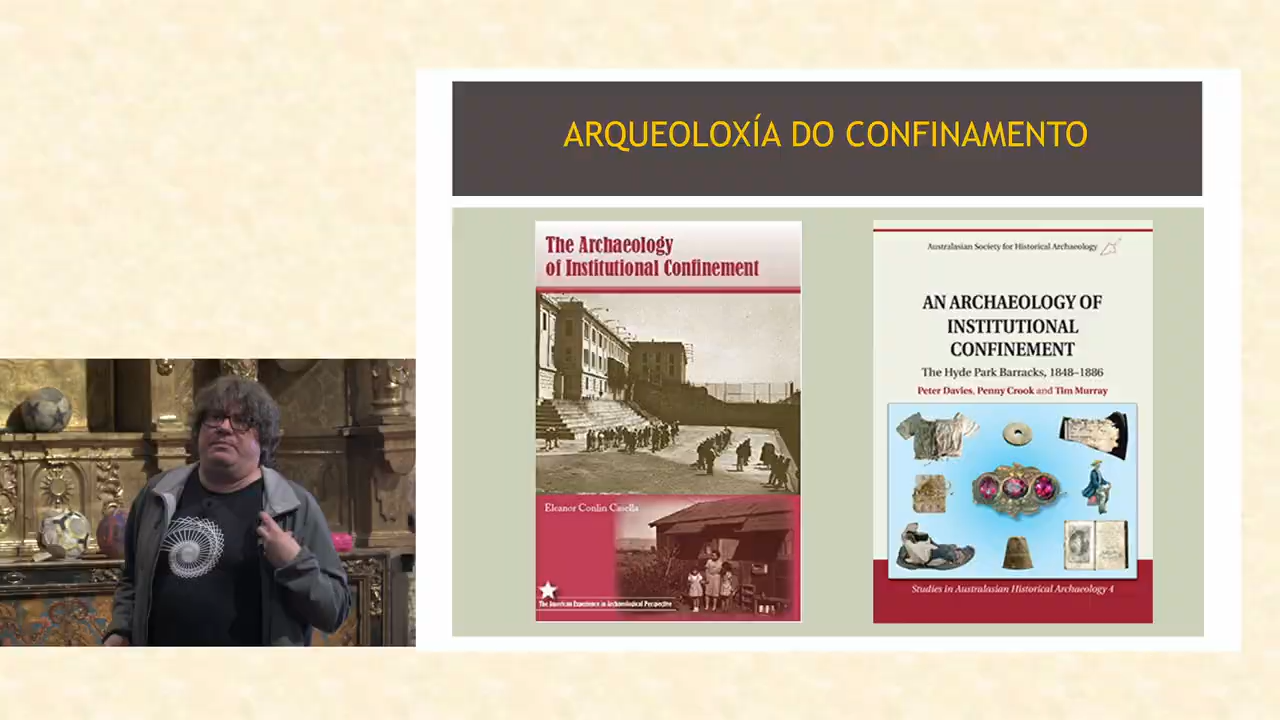 ARQUEOLOXÍA DO CONFINAMENTO
The Archaeology
of Institutional Confinement
Eleanor Conlin Casella
The American Experience in Archaeological Perspective
Australasian Society for Historical Archaeology
AN ARCHAEOLOGY OF
INSTITUTIONAL
CONFINEMENT
The Hyde Park Barracks, 1848–1886
Peter Davies, Penny Crook and Tim Murray
Studies in Australasian Historical Archaeology 4